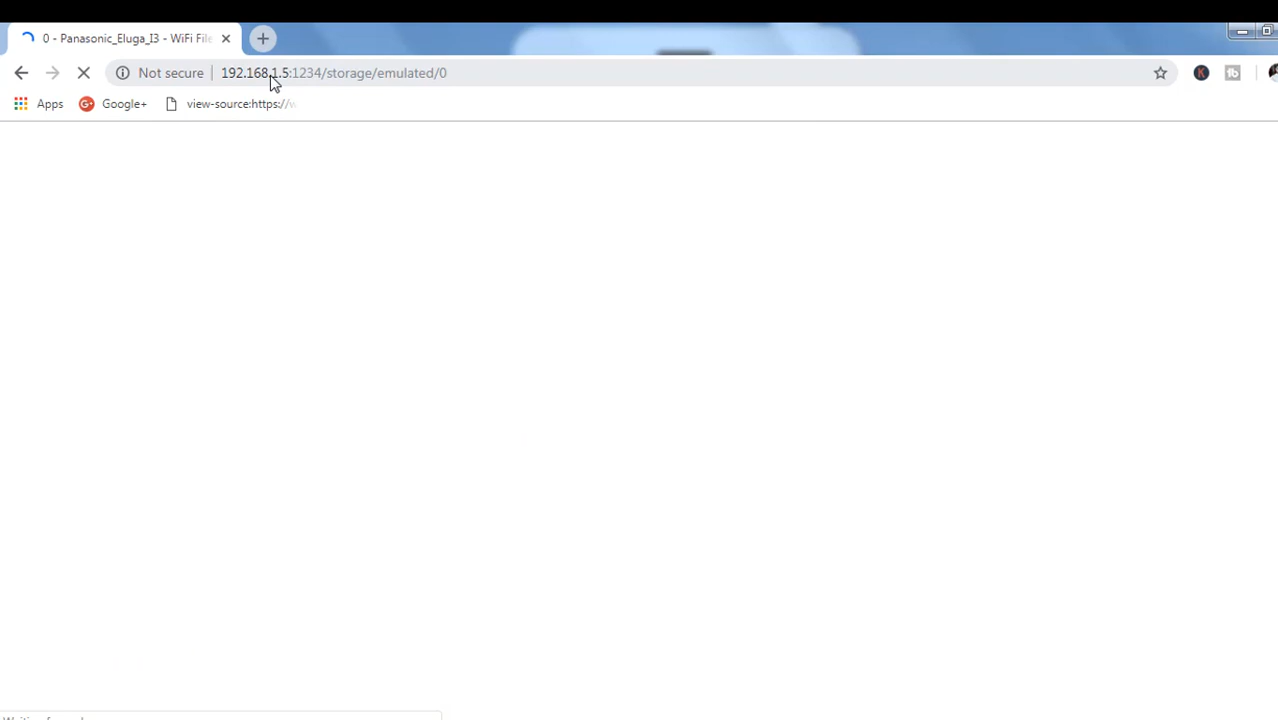 0 - Panasonic_Eluga_I3 - WiFi File
Not secure 192.168.1.5:1234/storage/emulated/0
Apps Google+ view-source:https://w